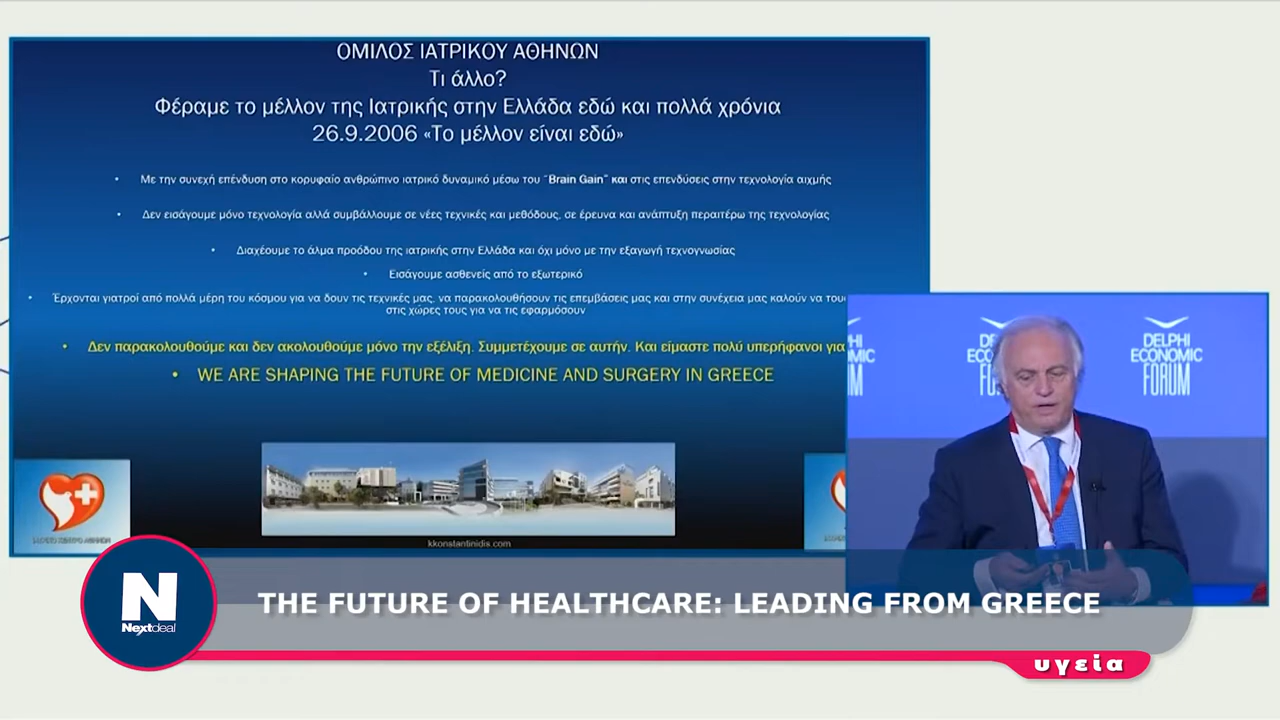 ΟΜΙΛΟΣ ΙΑΤΡΙΚΟΥ ΑΘΗΝΩΝ
Τι άλλο?
Φέραμε το μέλλον της Ιατρικής στην Ελλάδα εδώ και πολλά χρόνια
26.9.2006 «Το μέλλον είναι εδώ»
• Με την συνεχή επένδυση στο κορυφαίο ανθρώπινο ιατρικό δυναμικό μέσω του “Brain Gain” και στις επενδύσεις στην τεχνολογία αιχμής
• Δεν εισάγουμε μόνο τεχνολογία αλλά συμβάλλουμε σε νέες τεχνικές και μεθόδους, σε έρευνα και ανάπτυξη περαιτέρω της τεχνολογίας
• Διαχέουμε το άλμα προόδου της ιατρικής στην Ελλάδα και όχι μόνο με την εξαγωγή τεχνογνωσίας
• Εισάγουμε ασθενείς από το εξωτερικό
• Έρχονται γιατροί από πολλά μέρη του κόσμου για να δουν τις τεχνικές μας, να παρακολουθήσουν τις επεμβάσεις μας και στην συνέχεια μας καλούν να τους
στις χώρες τους για να τις εφαρμόσουν
• Δεν παρακολουθούμε και δεν ακολουθούμε μόνο την εξέλιξη. Συμμετέχουμε σε αυτήν. Και είμαστε πολύ υπερήφανοι για
• WE ARE SHAPING THE FUTURE OF MEDICINE AND SURGERY IN GREECE
ΙΑΤΡΙΚΟ ΚΕΝΤΡΟ ΑΘΗΝΩΝ
kkonstantinidis.com
DELPHI
ECONOMIC
FORUM
N
Nextdeal
THE FUTURE OF HEALTHCARE: LEADING FROM GREECE
υγεία